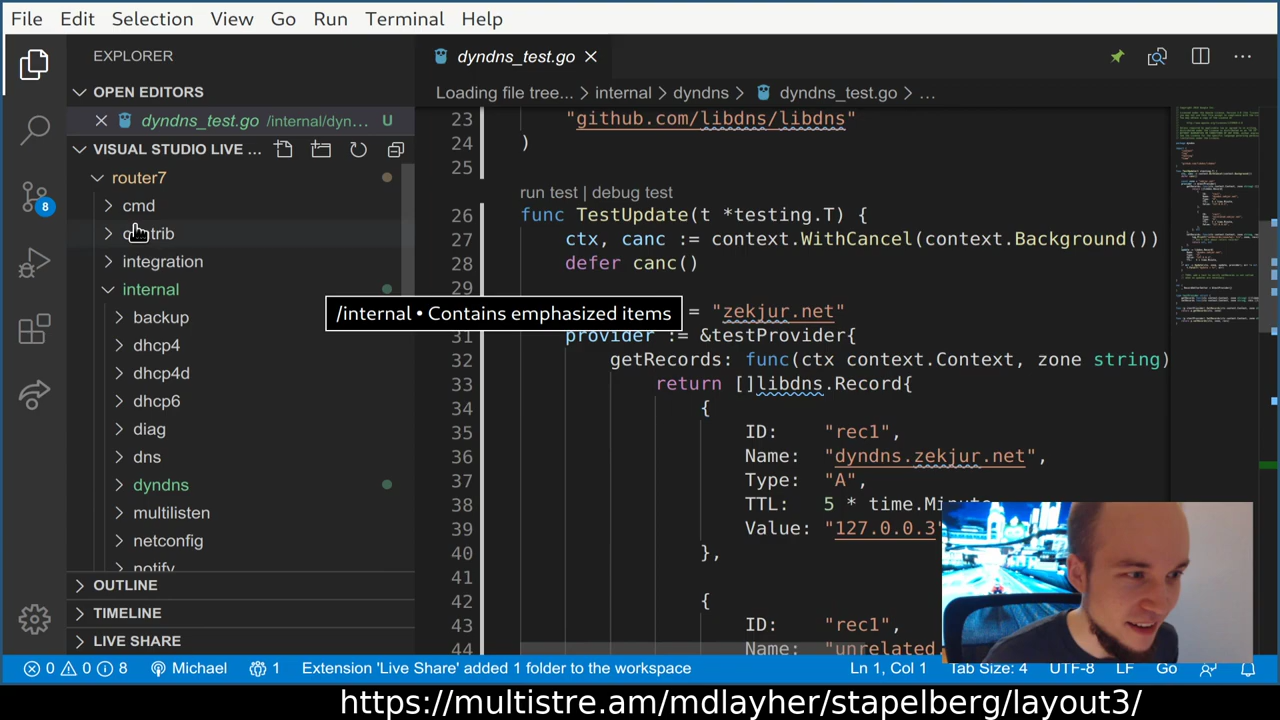 File Edit Selection View Go Run Terminal Help
EXPLORER
OPEN EDITORS
dyndns_test.go /internal/dyn... U
VISUAL STUDIO LIVE ...
router7
cmd
integration
internal
backup
dhcp4
dhcp4d
dhcp6
diag
dns
dyndns
multilisten
netconfig
notify
OUTLINE
TIMELINE
LIVE SHARE
8
/internal • Contains emphasized items
dyndns_test.go
Loading file tree... > internal > dyndns > dyndns_test.go > ...
23 "github.com/libdns/libdns"
24 )
25
run test | debug test
26 func TestUpdate(t *testing.T) {
27 ctx, canc := context.WithCancel(context.Background())
28 defer canc()
29
= "zekjur.net"
31 provider := &testProvider{
32 getRecords: func(ctx context.Context, zone string)
33 return []libdns.Record{
34 {
35 ID: "rec1",
36 Name: "dyndns.zekjur.net",
37 Type: "A",
38 TTL: 5 * time.Minute
39 Value: "127.0.0.3"
40 },
41
42 {
43 ID: "rec1",
44 Name: "unrelated.
0 0 8 Michael 1 Extension 'Live Share' added 1 folder to the workspace Ln 1, Col 1 Tab Size: 4 UTF-8 LF Go
https://multistre.am/mdlayher/stapelberg/layout3/